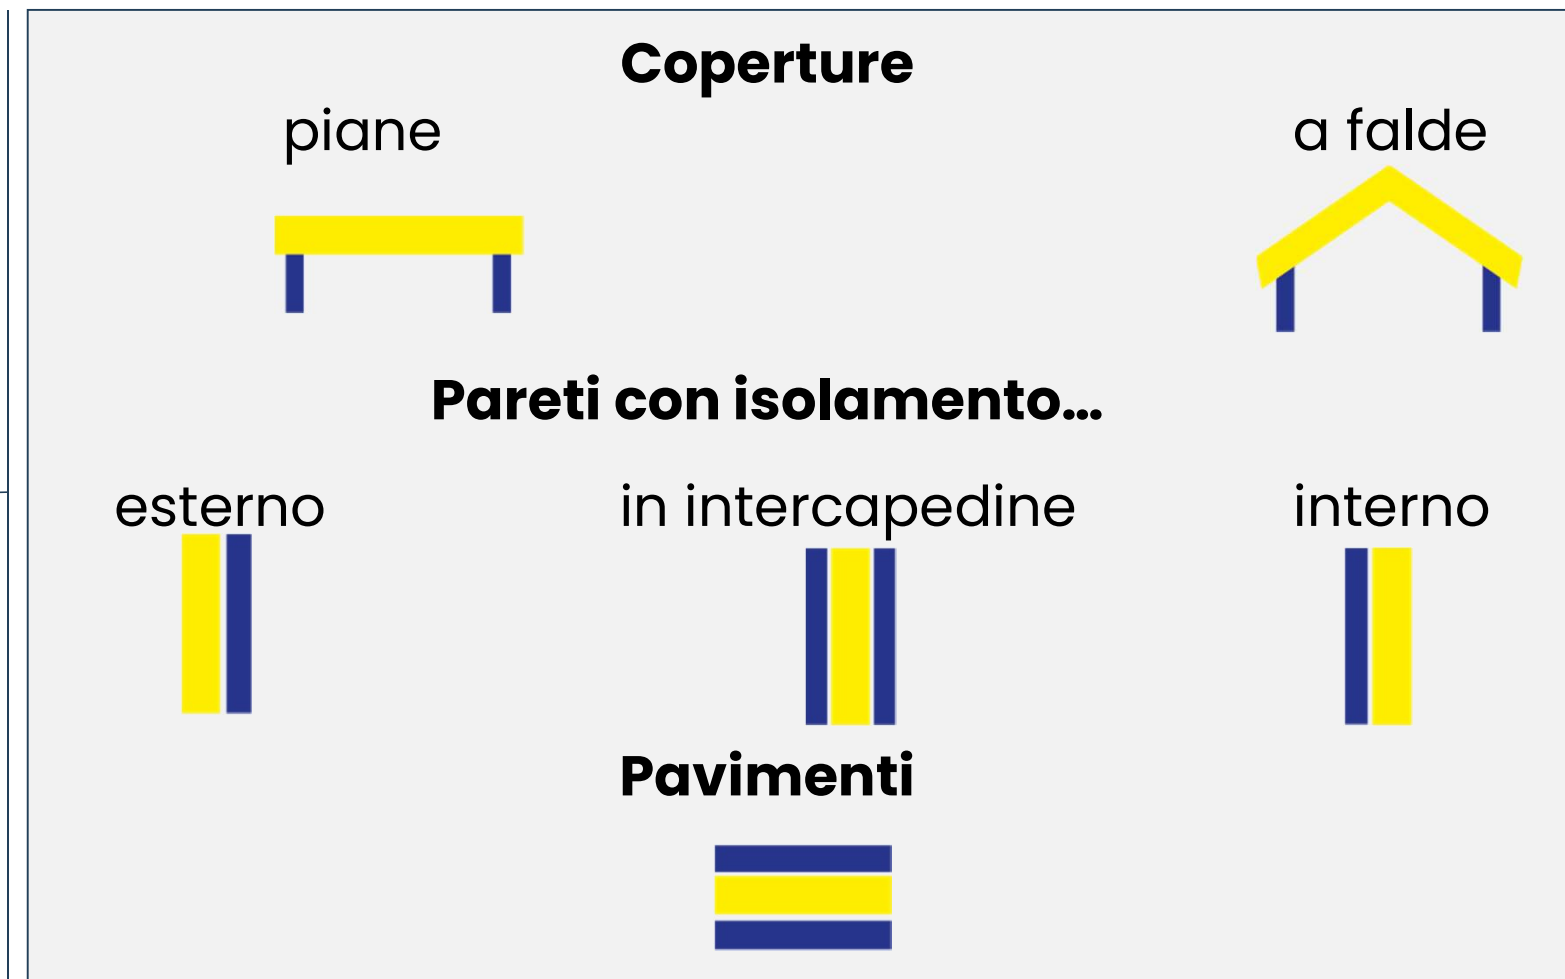 Coperture
piane a falde
Pareti con isolamento…
esterno in intercapedine interno
Pavimenti